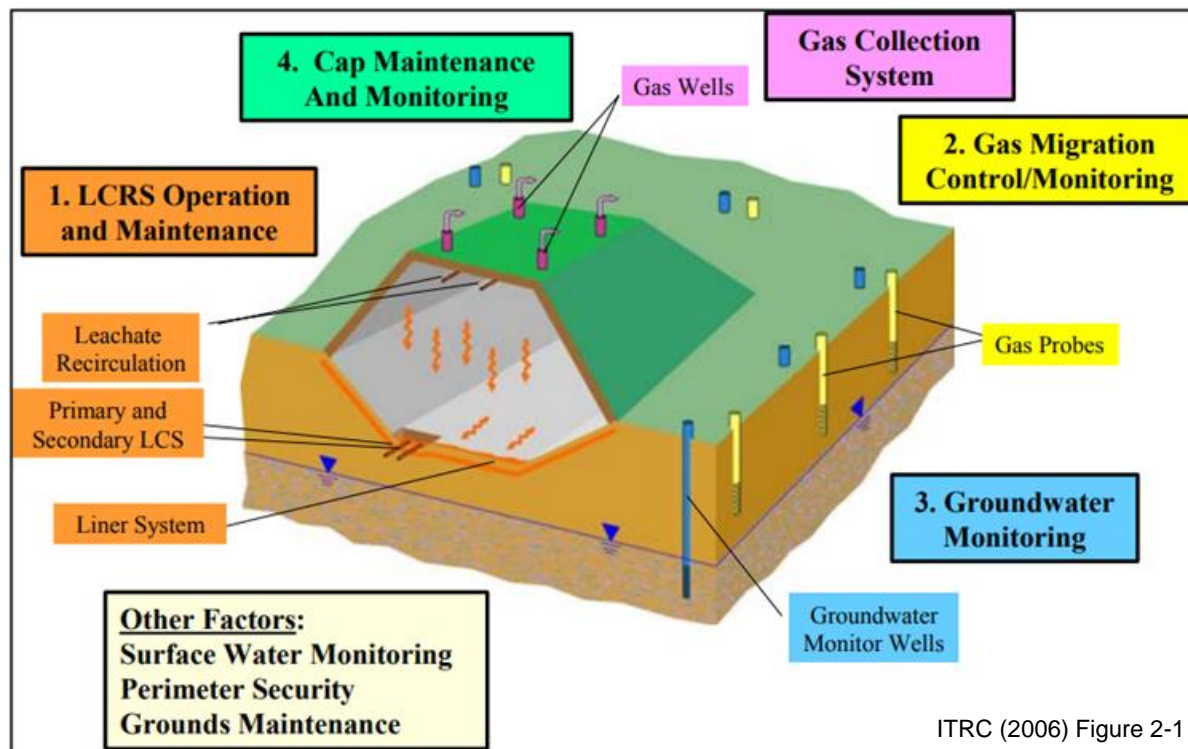 4. Cap Maintenance
And Monitoring
Gas Collection
System
Gas Wells
2. Gas Migration
Control/Monitoring
1. LCRS Operation
and Maintenance
Leachate
Recirculation
Gas Probes
Primary and
Secondary LCS
3. Groundwater
Monitoring
Liner System
Groundwater
Monitor Wells
Other Factors:
Surface Water Monitoring
Perimeter Security
Grounds Maintenance
ITRC (2006) Figure 2-1